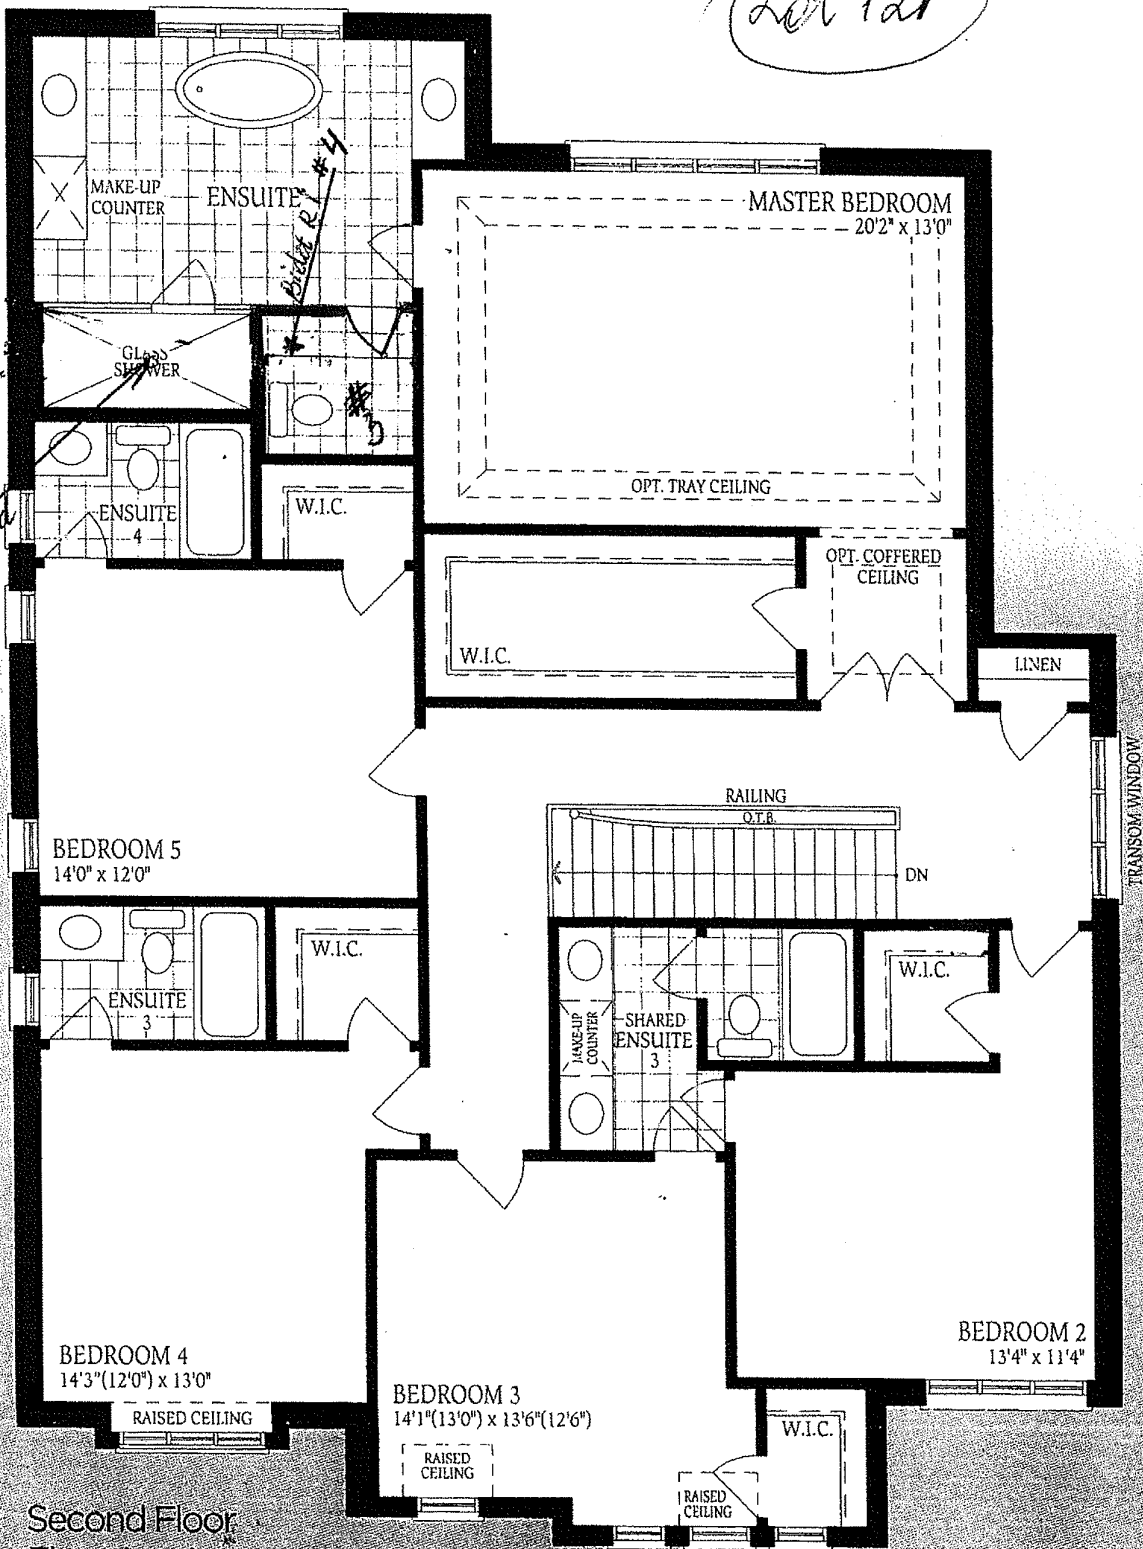 Lot 121
MAKE-UP
COUNTER
ENSUITE
Bidet R.I. #4
MASTER BEDROOM
20'2" x 13'0"
GLASS
SHOWER
#3
OPT. TRAY CEILING
ENSUITE
4
W.I.C.
OPT. COFFERED
CEILING
W.I.C.
LINEN
TRANSOM WINDOW
RAILING
O.T.B.
DN
BEDROOM 5
14'0" x 12'0"
W.I.C.
ENSUITE
3
MAKE-UP
COUNTER
SHARED
ENSUITE
3
W.I.C.
BEDROOM 4
14'3"(12'0") x 13'0"
RAISED CEILING
BEDROOM 3
14'1"(13'0") x 13'6"(12'6")
RAISED
CEILING
RAISED
CEILING
BEDROOM 2
13'4" x 11'4"
W.I.C.
Second Floor